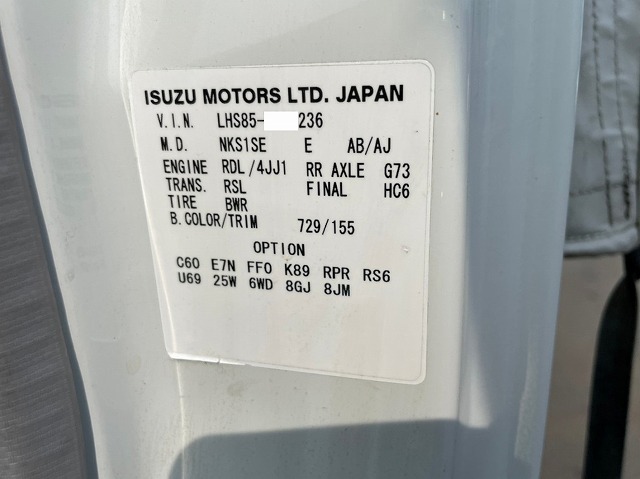 ISUZU MOTORS LTD. JAPAN
V.I.N. LHS85- 236
M.D. NKS1SE E AB/AJ
ENGINE RDL/4JJ1 RR AXLE G73
TRANS. RSL FINAL HC6
TIRE BWR
B.COLOR/TRIM 729/155
OPTION
C60 E7N FF0 K89 RPR RS6
U69 25W 6WD 8GJ 8JM